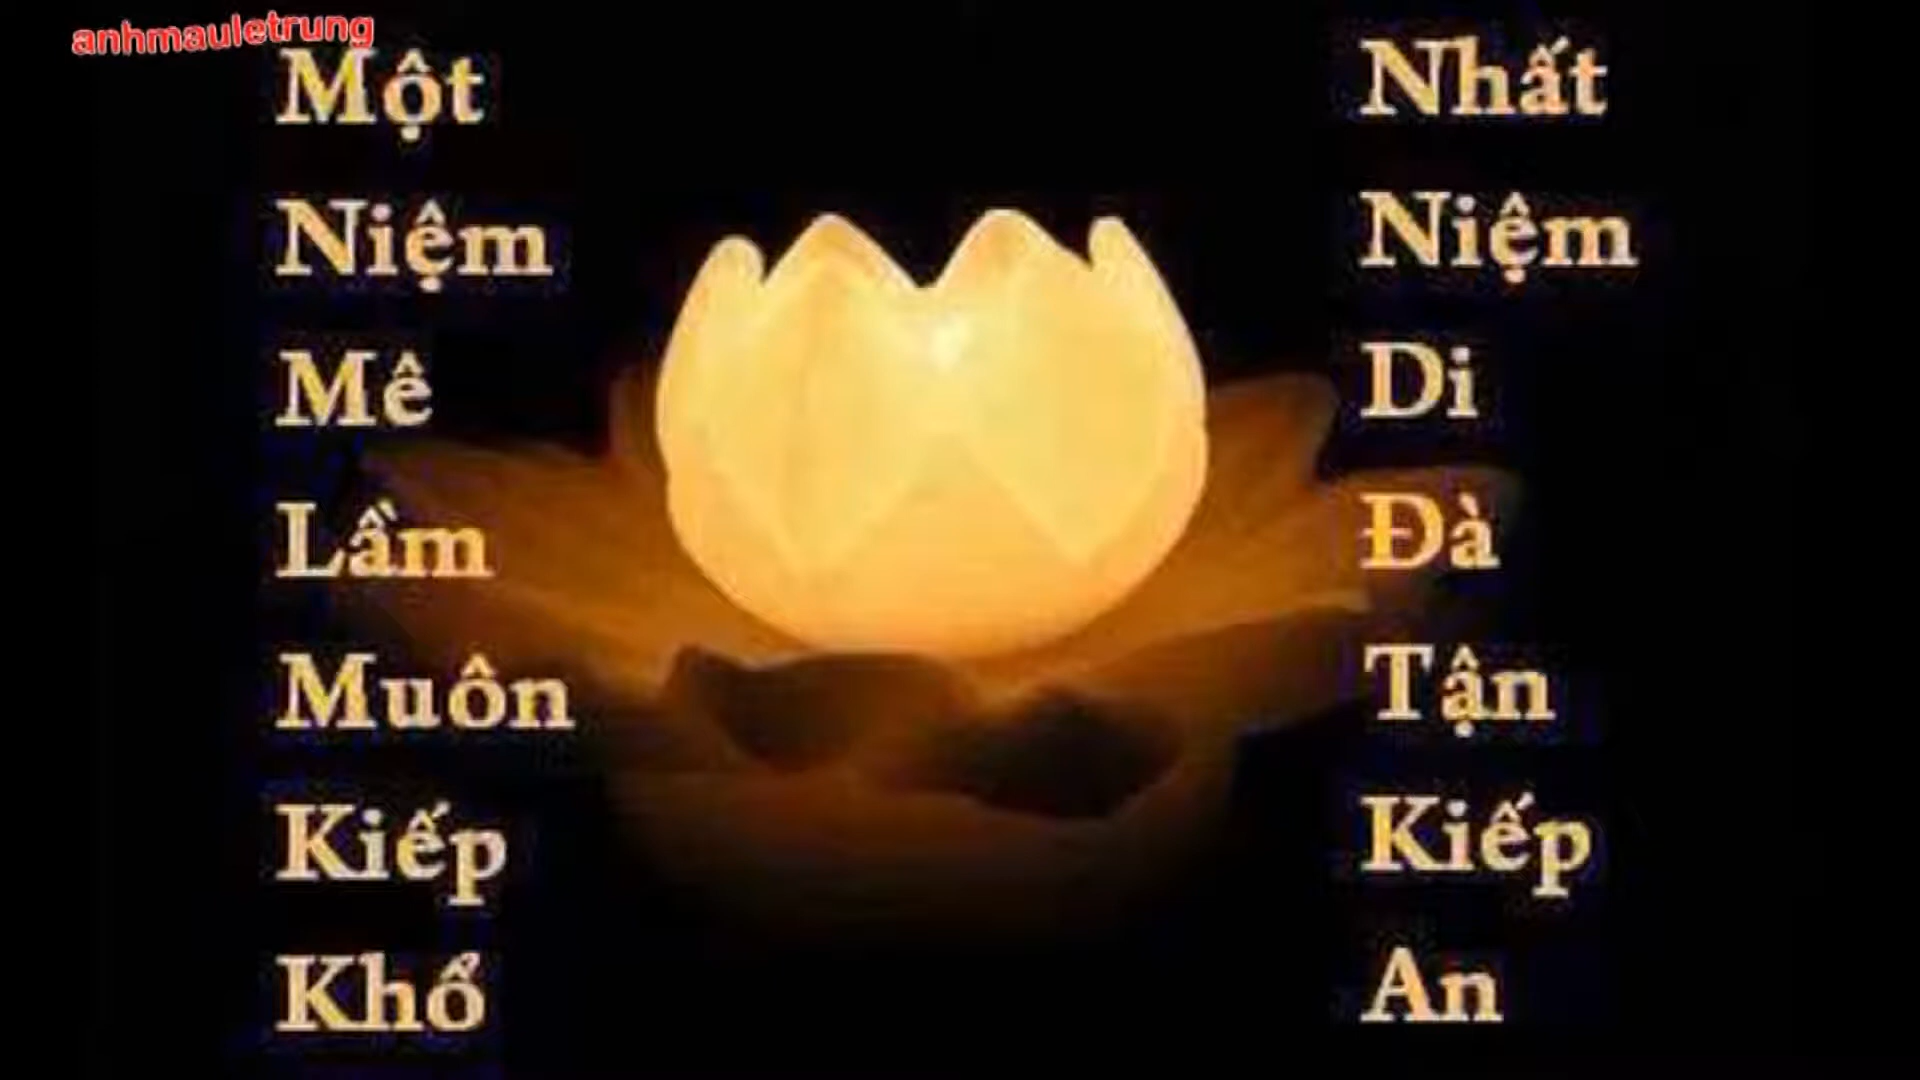 anhmauletrung
Một
Niệm
Mê
Lầm
Muôn
Kiếp
Khổ
Nhất
Niệm
Di
Đà
Tận
Kiếp
An